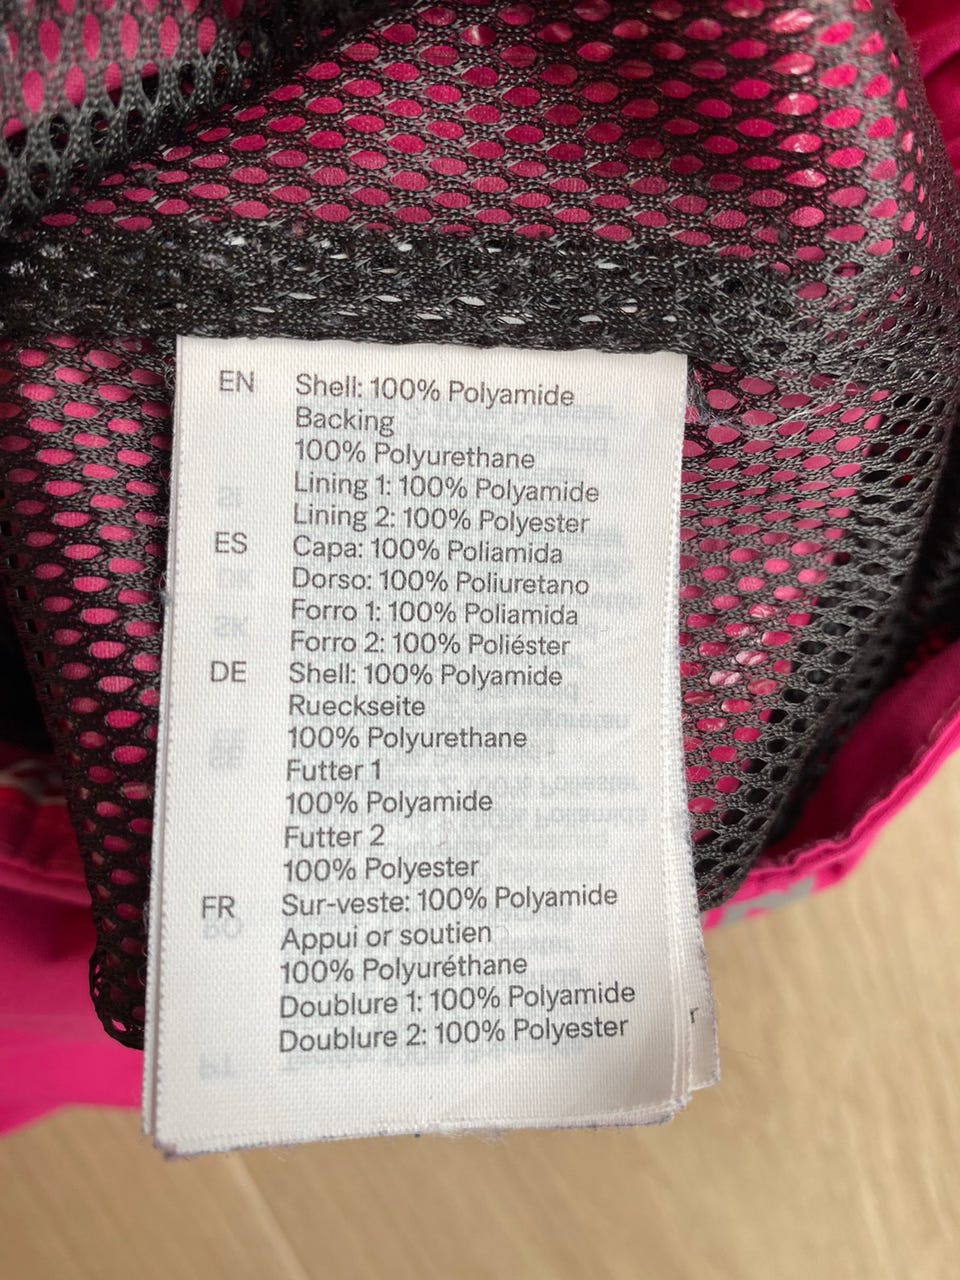 EN Shell: 100% Polyamide
Backing
100% Polyurethane
Lining 1: 100% Polyamide
Lining 2: 100% Polyester
ES Capa: 100% Poliamida
Dorso: 100% Poliuretano
Forro 1: 100% Poliamida
Forro 2: 100% Poliéster
DE Shell: 100% Polyamide
Rueckseite
100% Polyurethane
Futter 1
100% Polyamide
Futter 2
100% Polyester
FR Sur-veste: 100% Polyamide
Appui or soutien
100% Polyuréthane
Doublure 1: 100% Polyamide
Doublure 2: 100% Polyester
r